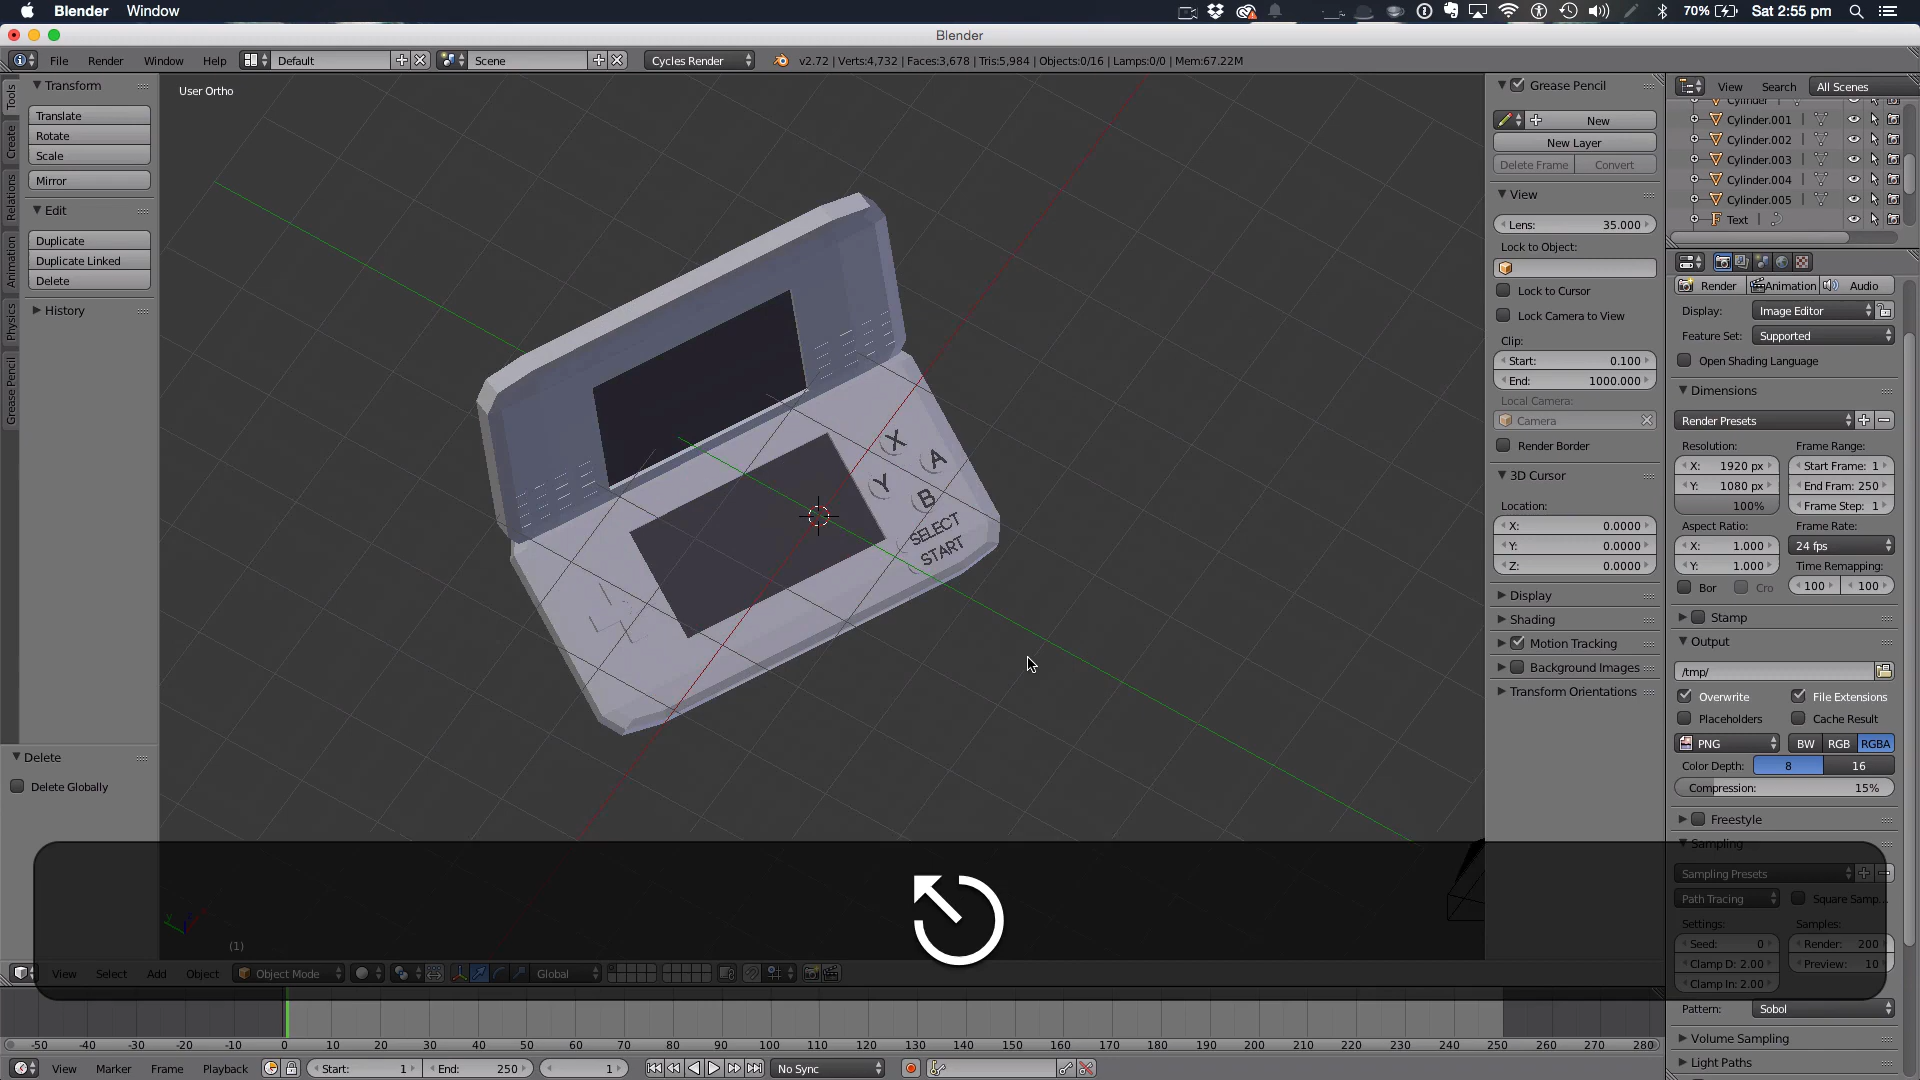 Blender Window 70% Sat 2:55 pm
Blender
File Render Window Help Default Scene Cycles Render v2.72 | Verts:4,732 | Faces:3,678 | Tris:5,984 | Objects:0/16 | Lamps:0/0 | Mem:67.22M
Tools
Create
Relations
Animation
Physics
Grease Pencil
Transform
Translate
Rotate
Scale
Mirror
Edit
Duplicate
Duplicate Linked
Delete
History
Delete
Delete Globally
User Ortho
X
A
Y
B
SELECT
START
(1)
Grease Pencil
New
New Layer
Delete Frame Convert
View
Lens: 35.000
Lock to Object:
Lock to Cursor
Lock Camera to View
Clip:
Start: 0.100
End: 1000.000
Local Camera:
Camera
Render Border
3D Cursor
Location:
X: 0.0000
Y: 0.0000
Z: 0.0000
Display
Shading
Motion Tracking
Background Images
Transform Orientations
View Search All Scenes
Cylinder
Cylinder.001
Cylinder.002
Cylinder.003
Cylinder.004
Cylinder.005
Text
Render Animation Audio
Display: Image Editor
Feature Set: Supported
Open Shading Language
Dimensions
Render Presets
Resolution: Frame Range:
X: 1920 px Start Frame: 1
Y: 1080 px End Fram: 250
100% Frame Step: 1
Aspect Ratio: Frame Rate:
X: 1.000 24 fps
Y: 1.000 Time Remapping:
Bor Cro 100 100
Stamp
Output
/tmp/
Overwrite File Extensions
Placeholders Cache Result
PNG BW RGB RGBA
Color Depth: 8 16
Compression: 15%
Freestyle
Sampling
Sampling Presets
Path Tracing Square Samp...
Settings: Samples:
Seed: 0 Render: 200
Clamp D: 2.00 Preview: 10
Clamp In: 2.00
Pattern: Sobol
Volume Sampling
Light Paths
View Select Add Object Object Mode Global
-50 -40 -30 -20 -10 0 10 20 30 40 50 60 70 80 90 100 110 120 130 140 150 160 170 180 190 200 210 220 230 240 250 260 270 280
View Marker Frame Playback Start: 1 End: 250 1 No Sync